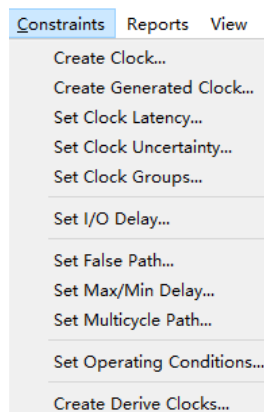 Constraints Reports View
Create Clock...
Create Generated Clock...
Set Clock Latency...
Set Clock Uncertainty...
Set Clock Groups...
Set I/O Delay...
Set False Path...
Set Max/Min Delay...
Set Multicycle Path...
Set Operating Conditions...
Create Derive Clocks...